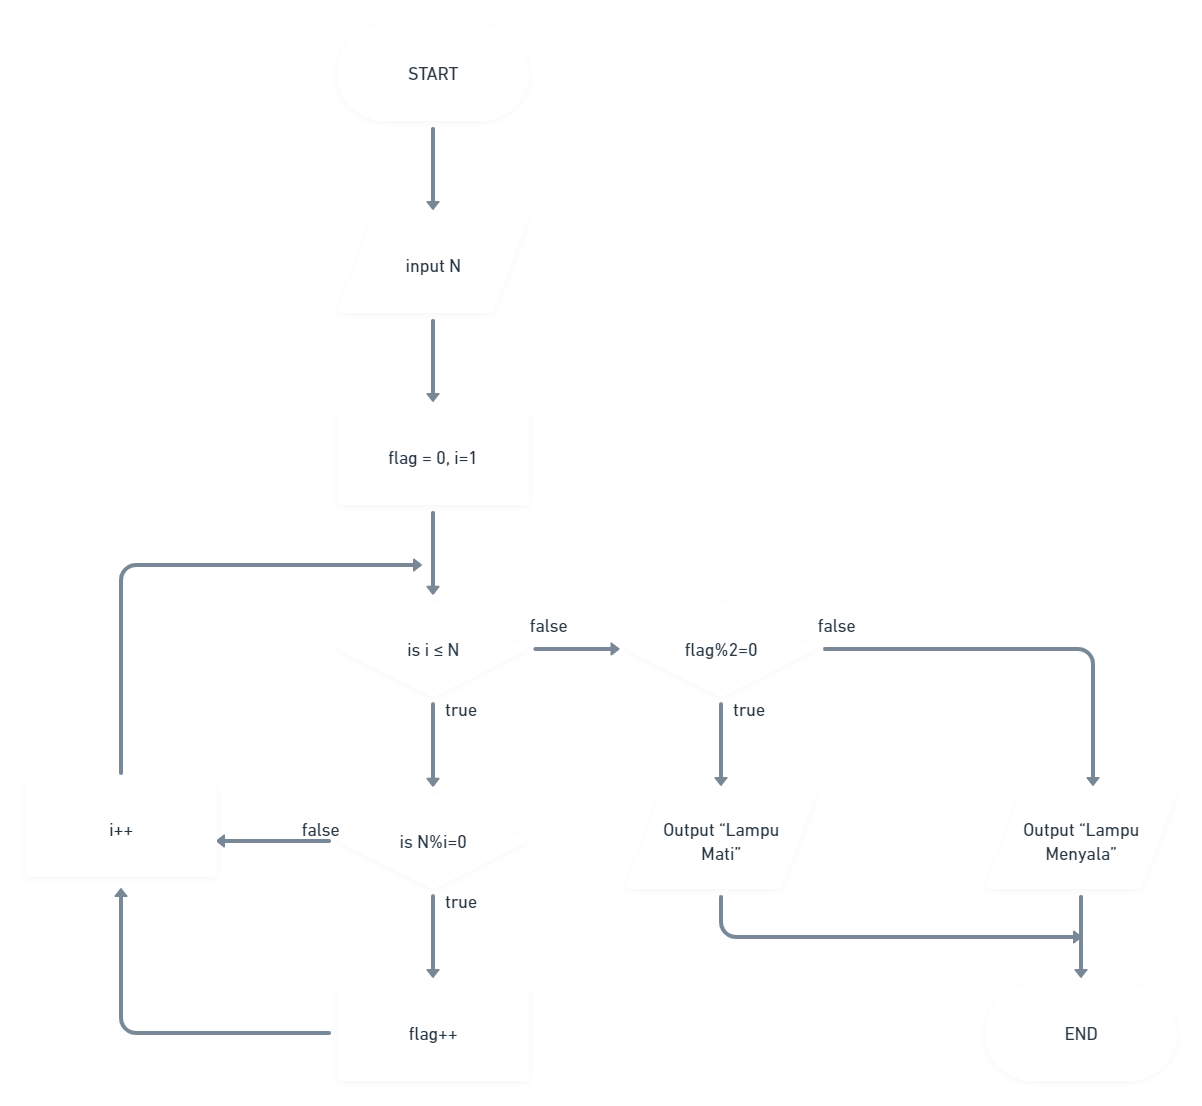 START
input N
flag = 0, i=1
is i ≤ N
false
flag%2=0
false
true
true
i++
false
is N%i=0
Output “Lampu
Mati”
Output “Lampu
Menyala”
true
flag++
END